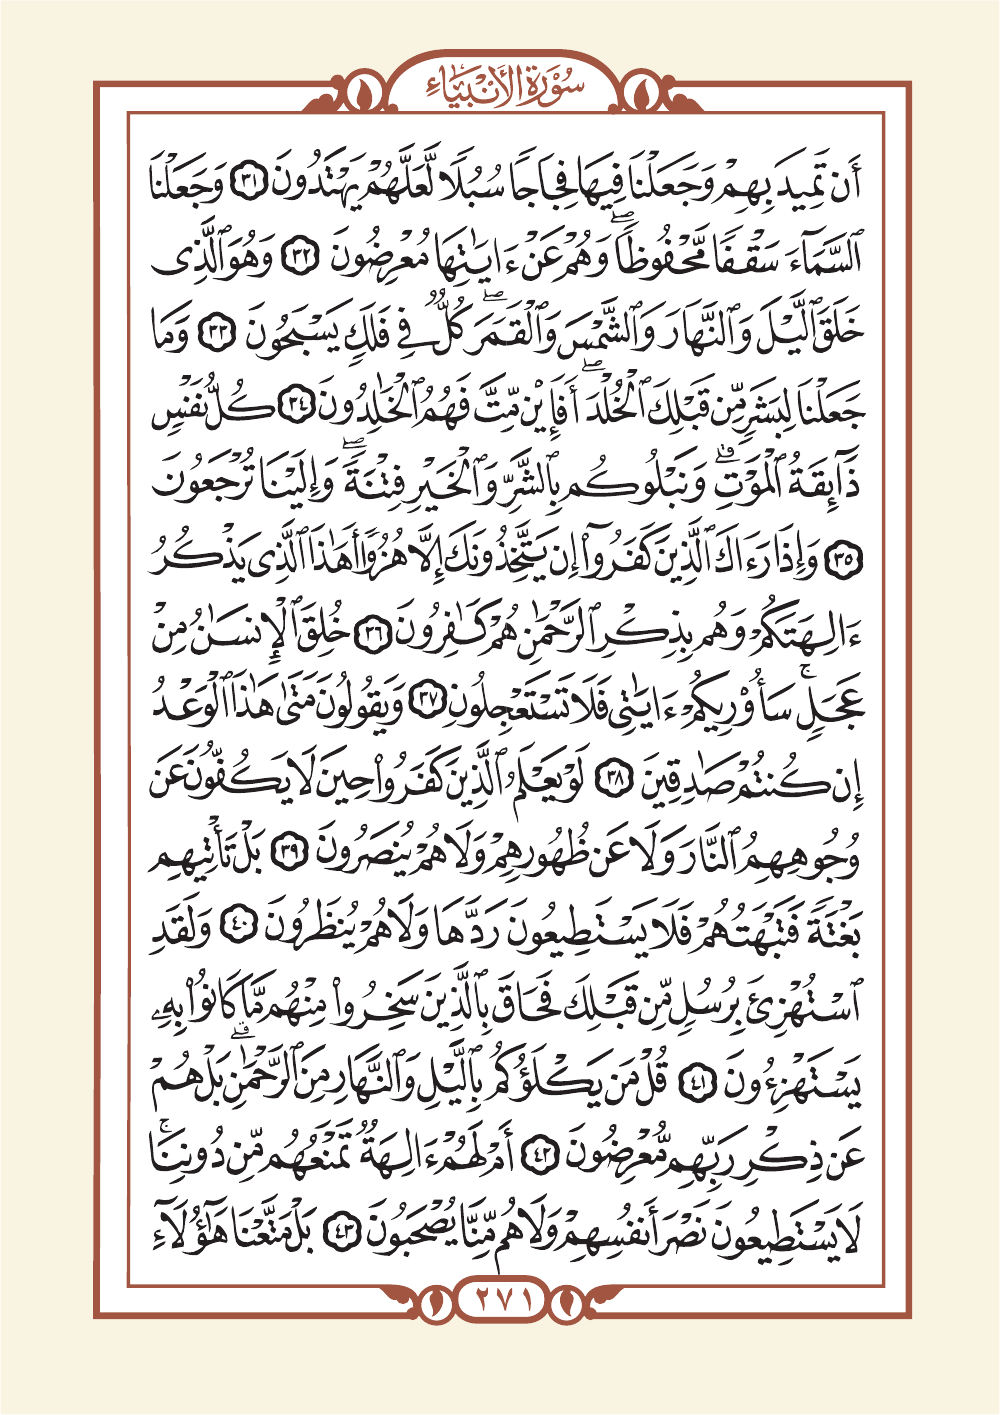 سُورَةُ الأَنْبِيَاءِ
أَن تَمِيدَ بِهِمْ وَجَعَلْنَا فِيهَا فِجَاجًا سُبُلًا لَّعَلَّهُمْ يَهْتَدُونَ ٣١ وَجَعَلْنَا
ٱلسَّمَآءَ سَقْفًا مَّحْفُوظًاۖ وَهُمْ عَنْ ءَايَٰتِهَا مُعْرِضُونَ ٣٢ وَهُوَ ٱلَّذِى
خَلَقَ ٱلَّيْلَ وَٱلنَّهَارَ وَٱلشَّمْسَ وَٱلْقَمَرَۖ كُلٌّ فِى فَلَكٍ يَسْبَحُونَ ٣٣ وَمَا
جَعَلْنَا لِبَشَرٍ مِّن قَبْلِكَ ٱلْخُلْدَۖ أَفَإِي۟ن مِّتَّ فَهُمُ ٱلْخَٰلِدُونَ ٣٤ كُلُّ نَفْسٍ
ذَآئِقَةُ ٱلْمَوْتِۗ وَنَبْلُوكُم بِٱلشَّرِّ وَٱلْخَيْرِ فِتْنَةًۖ وَإِلَيْنَا تُرْجَعُونَ
٣٥ وَإِذَا رَءَاكَ ٱلَّذِينَ كَفَرُوٓا۟ إِن يَتَّخِذُونَكَ إِلَّا هُزُوًا أَهَٰذَا ٱلَّذِى يَذْكُرُ
ءَالِهَتَكُمْ وَهُم بِذِكْرِ ٱلرَّحْمَٰنِ هُمْ كَٰفِرُونَ ٣٦ خُلِقَ ٱلْإِنسَٰنُ مِنْ
عَجَلٍۚ سَأُو۟رِيكُمْ ءَايَٰتِى فَلَا تَسْتَعْجِلُونِ ٣٧ وَيَقُولُونَ مَتَىٰ هَٰذَا ٱلْوَعْدُ
إِن كُنتُمْ صَٰدِقِينَ ٣٨ لَوْ يَعْلَمُ ٱلَّذِينَ كَفَرُوا۟ حِينَ لَا يَكُفُّونَ عَن
وُجُوهِهِمُ ٱلنَّارَ وَلَا عَن ظُهُورِهِمْ وَلَا هُمْ يُنصَرُونَ ٣٩ بَلْ تَأْتِيهِم
بَغْتَةً فَتَبْهَتُهُمْ فَلَا يَسْتَطِيعُونَ رَدَّهَا وَلَا هُمْ يُنظَرُونَ ٤٠ وَلَقَدِ
ٱسْتُهْزِئَ بِرُسُلٍ مِّن قَبْلِكَ فَحَاقَ بِٱلَّذِينَ سَخِرُوا۟ مِنْهُم مَّا كَانُوا۟ بِهِۦ
يَسْتَهْزِءُونَ ٤١ قُلْ مَن يَكْلَؤُكُم بِٱلَّيْلِ وَٱلنَّهَارِ مِنَ ٱلرَّحْمَٰنِۗ بَلْ هُمْ
عَن ذِكْرِ رَبِّهِم مُّعْرِضُونَ ٤٢ أَمْ لَهُمْ ءَالِهَةٌ تَمْنَعُهُم مِّن دُونِنَاۚ
لَا يَسْتَطِيعُونَ نَصْرَ أَنفُسِهِمْ وَلَا هُم مِّنَّا يُصْحَبُونَ ٤٣ بَلْ مَتَّعْنَا هَٰٓؤُلَآءِ
٢٧١